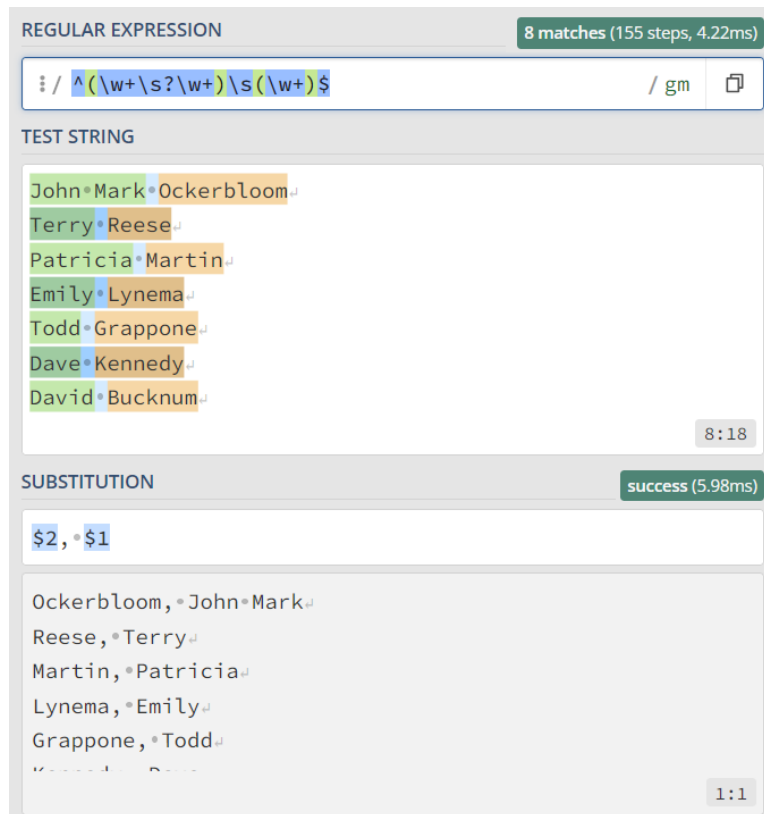 REGULAR EXPRESSION 8 matches (155 steps, 4.22ms)
/ ^(\w+\s?\w+)\s(\w+)$ / gm
TEST STRING
John•Mark•Ockerbloom↵
Terry•Reese↵
Patricia•Martin↵
Emily•Lynema↵
Todd•Grappone↵
Dave•Kennedy↵
David•Bucknum↵
8:18
SUBSTITUTION success (5.98ms)
$2,•$1
Ockerbloom,•John•Mark↵
Reese,•Terry↵
Martin,•Patricia↵
Lynema,•Emily↵
Grappone,•Todd↵
1:1